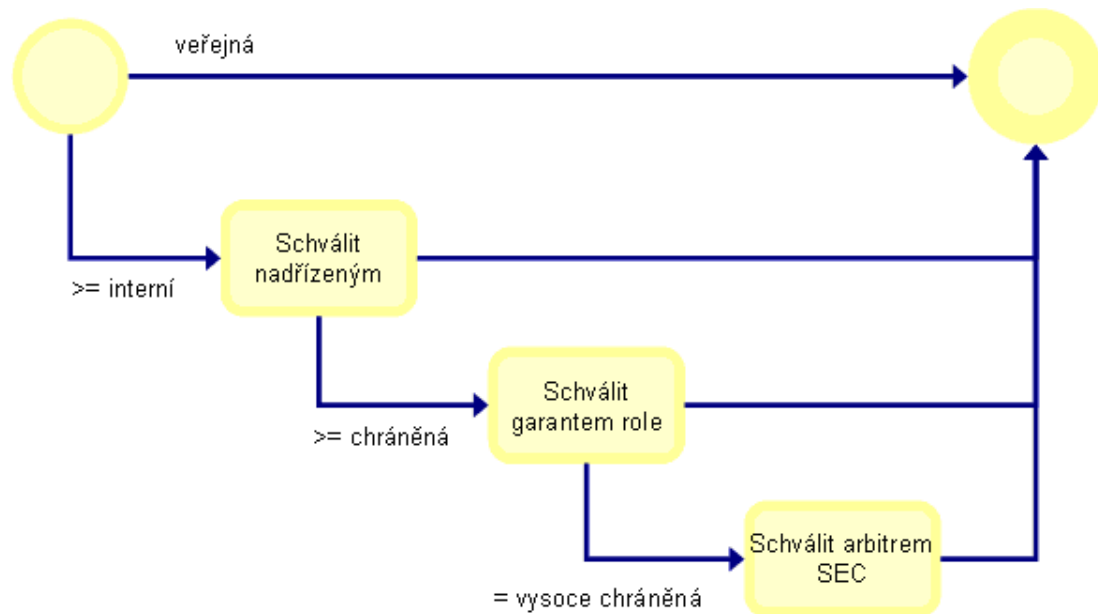 veřejná
Schválit
nadřízeným
>= interní
Schválit
garantem role
>= chráněná
Schválit arbitrem
SEC
= vysoce chráněná